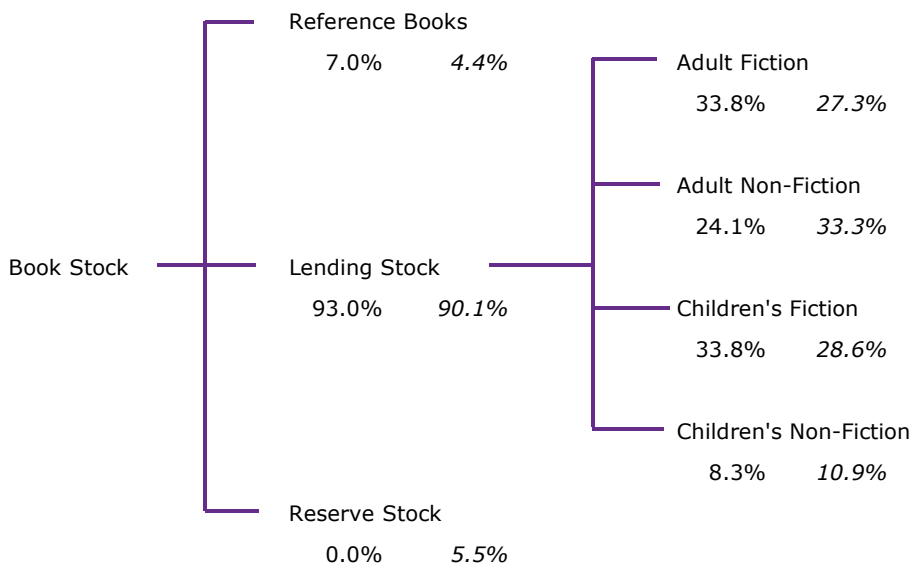 Reference Books
7.0% 4.4%
Adult Fiction
33.8% 27.3%
Adult Non-Fiction
24.1% 33.3%
Book Stock
Lending Stock
93.0% 90.1%
Children's Fiction
33.8% 28.6%
Children's Non-Fiction
8.3% 10.9%
Reserve Stock
0.0% 5.5%